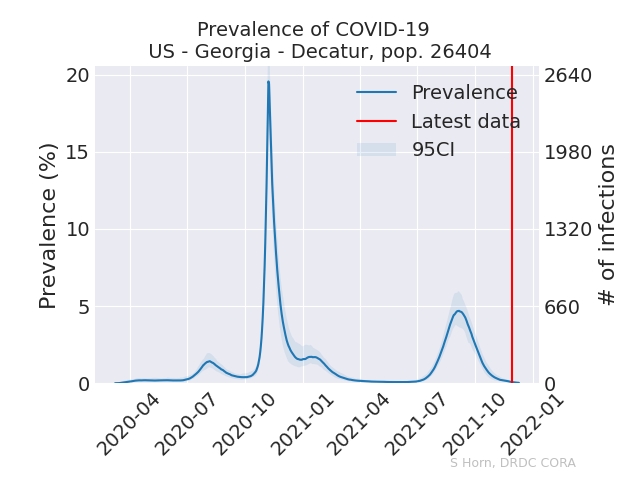 Prevalence of COVID-19
US - Georgia - Decatur, pop. 26404
Prevalence (%)
20
15
10
5
0
Prevalence
Latest data
95CI
2640
1980
1320
660
0
# of infections
2020-04
2020-07
2020-10
2021-01
2021-04
2021-07
2021-10
2022-01
S Horn, DRDC CORA